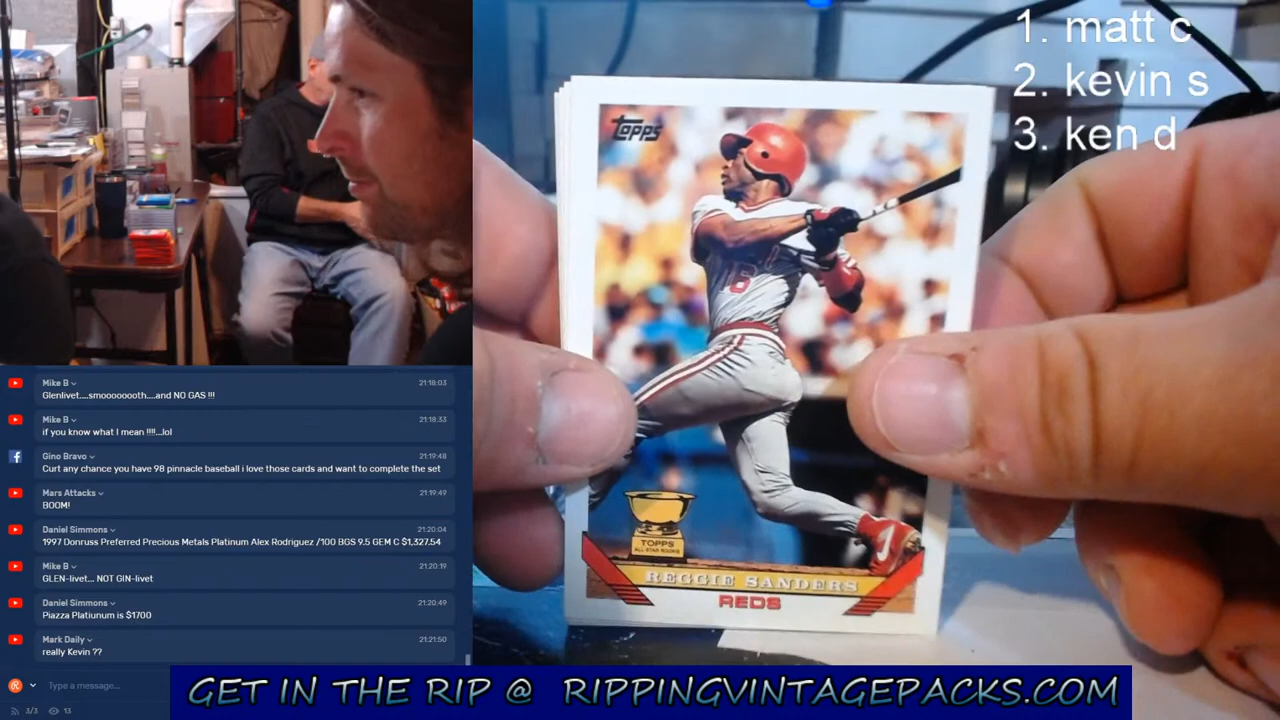 1. matt c
2. kevin s
3. ken d
Topps
16
TOPPS
ALL-STAR ROOKIE
REGGIE SANDERS
REDS
Mike B 21:18:03
Glenlivet....smoooooooth....and NO GAS !!!
Mike B 21:18:33
if you know what I mean !!!!...lol
Gino Bravo 21:19:48
Curt any chance you have 98 pinnacle baseball i love those cards and want to complete the set
Mars Attacks 21:19:49
BOOM!
Daniel Simmons 21:20:04
1997 Donruss Preferred Precious Metals Platinum Alex Rodriguez /100 BGS 9.5 GEM C $1,327.54
Mike B 21:20:19
GLEN-livet... NOT GIN-livet
Daniel Simmons 21:20:49
Piazza Platiunum is $1700
Mark Daily 21:21:50
really Kevin ??
Type a message...
3/3 13
GET IN THE RIP @ RIPPINGVINTAGEPACKS.COM